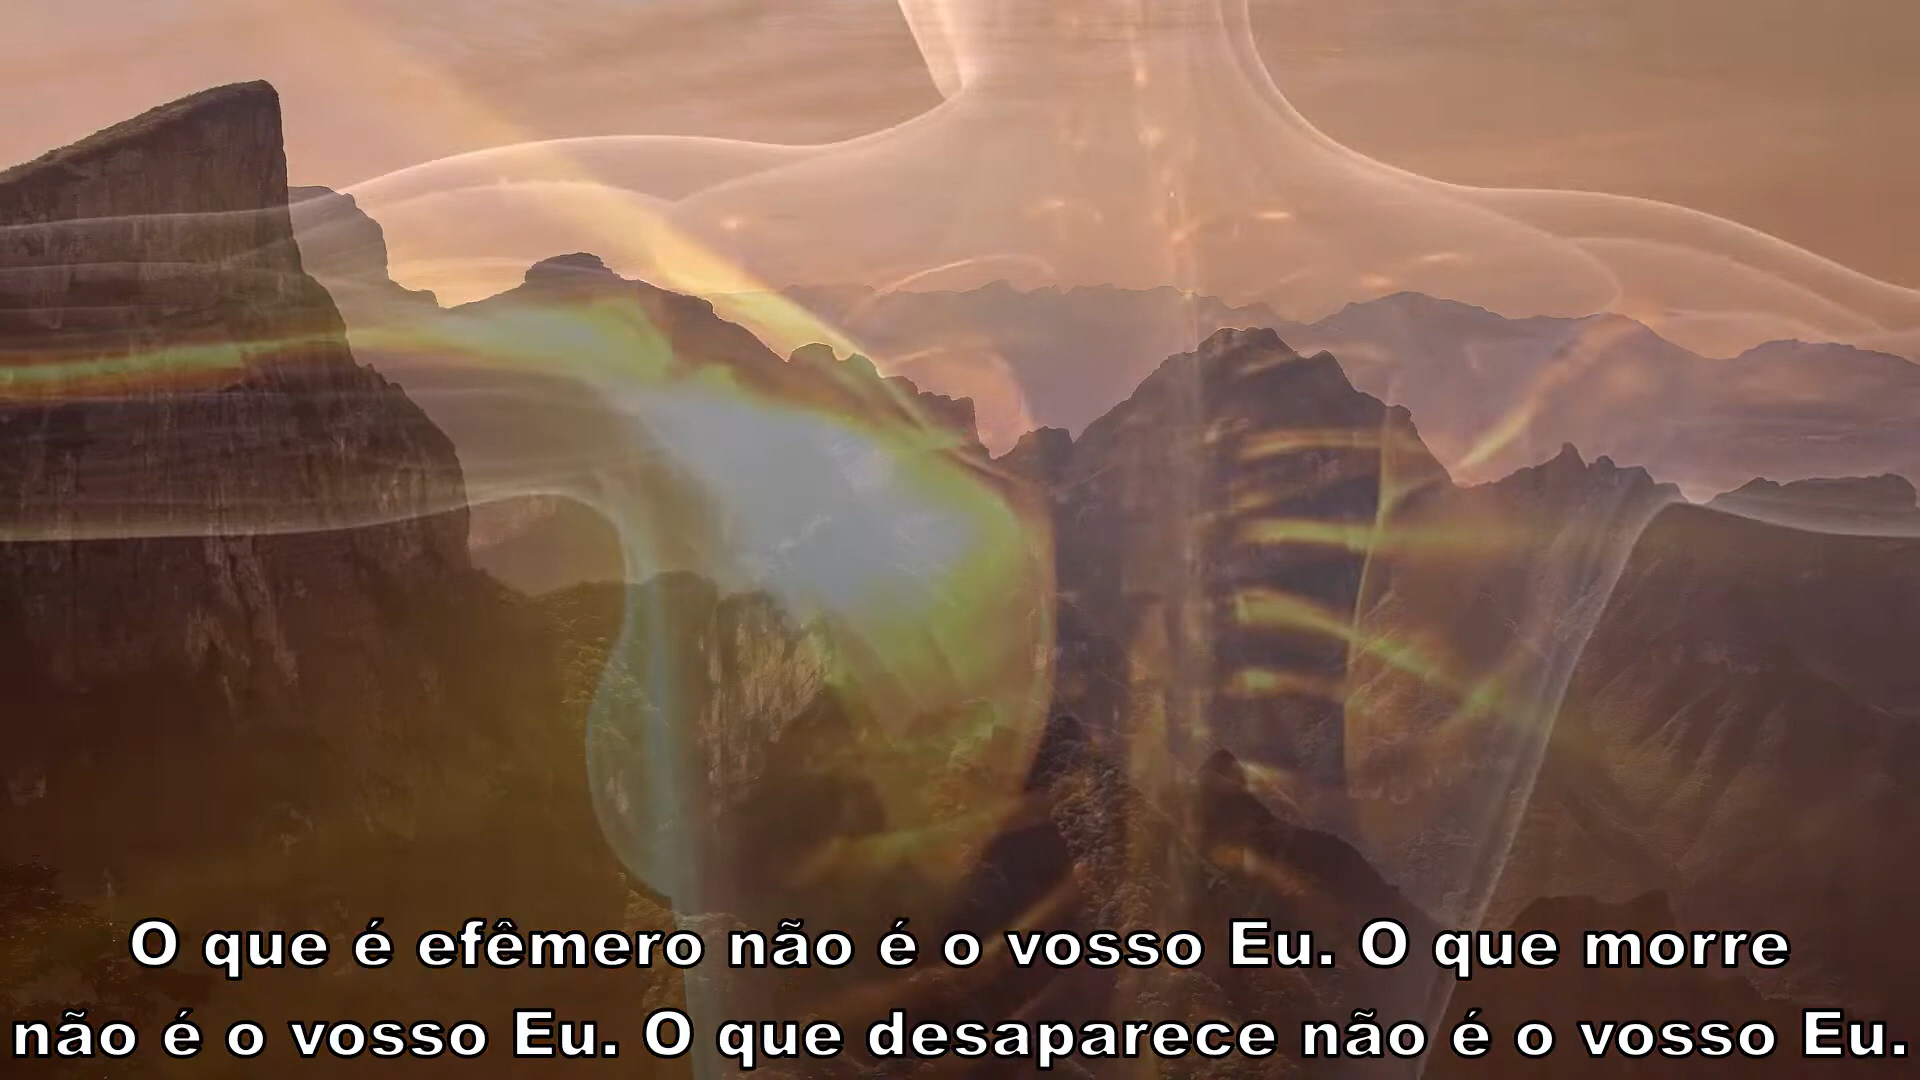 O que é efêmero não é o vosso Eu. O que morre
não é o vosso Eu. O que desaparece não é o vosso Eu.